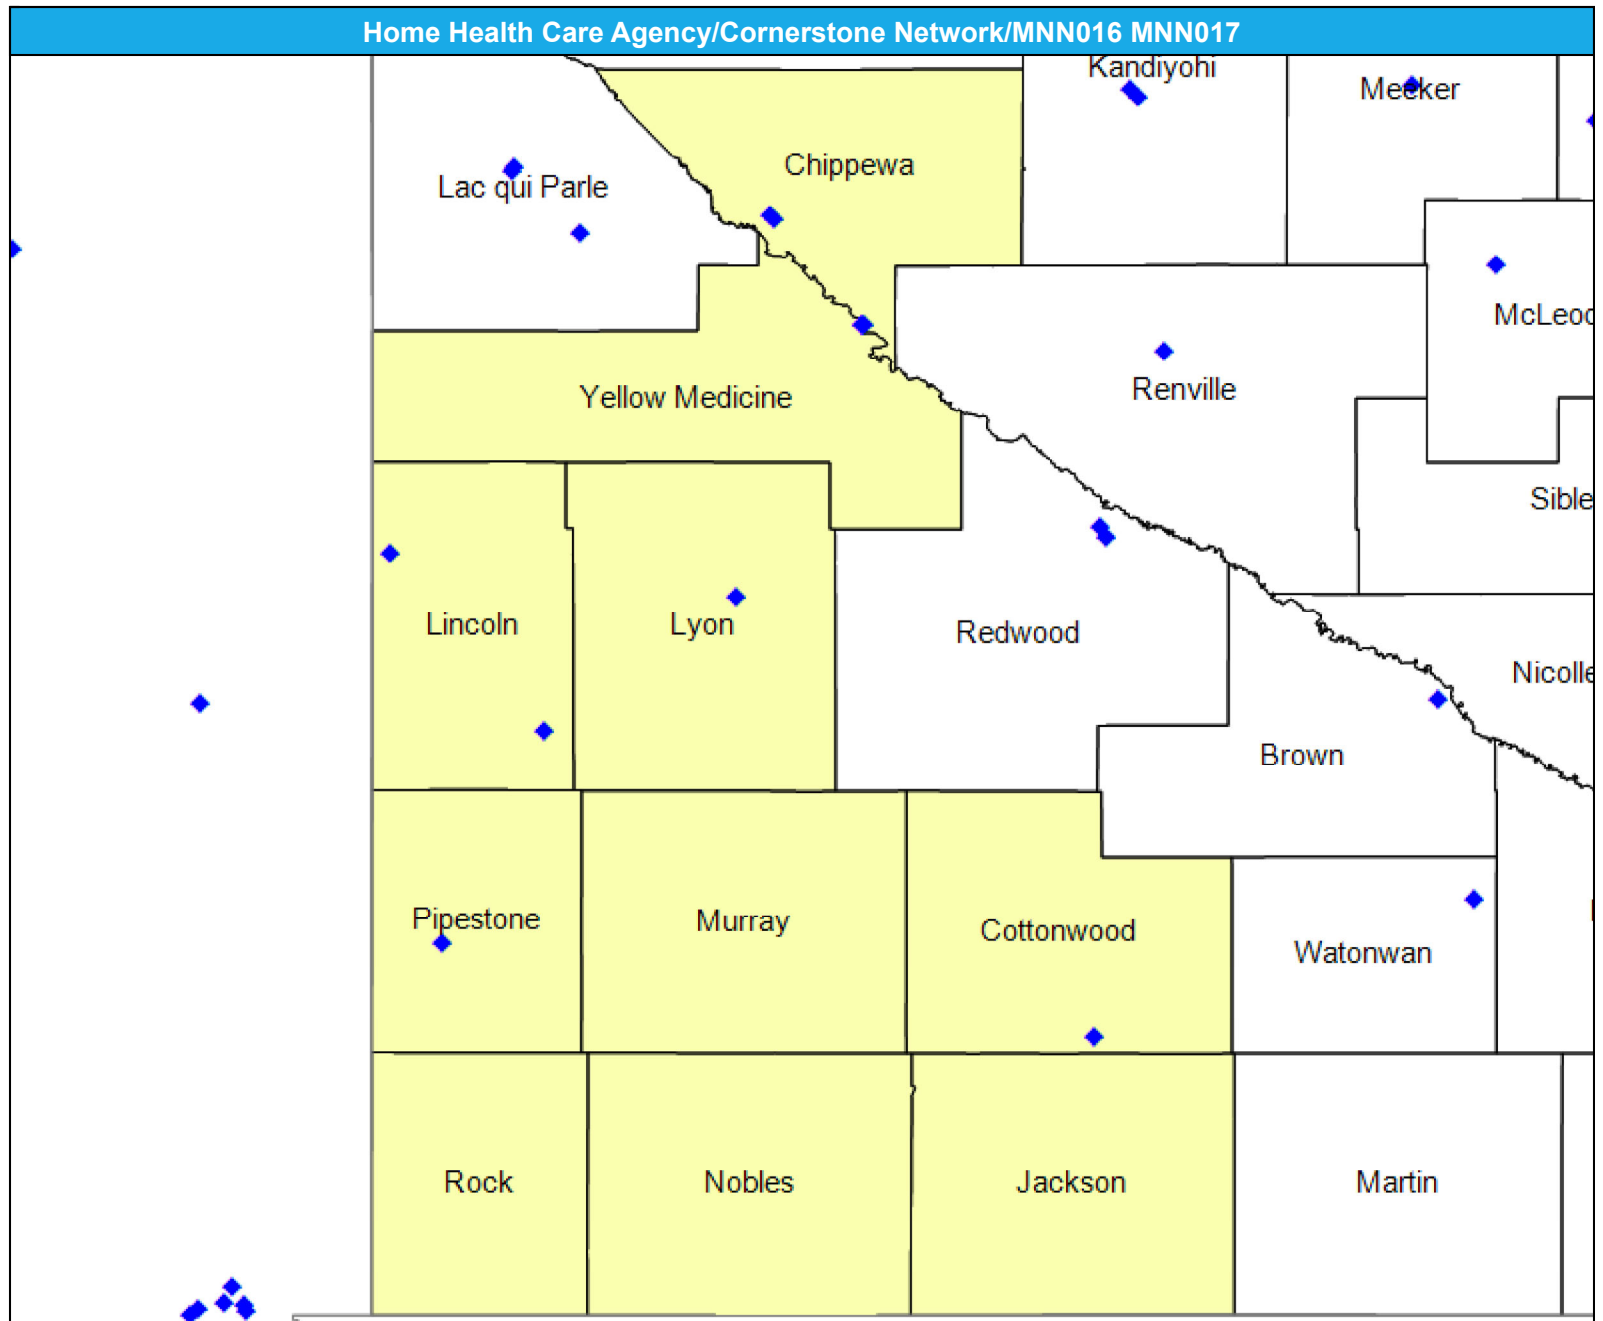 Home Health Care Agency/Cornerstone Network/MNN016 MNN017
Kandiyohi
Meeker
Chippewa
Lac qui Parle
McLeod
Renville
Yellow Medicine
Sible
Lincoln
Lyon
Redwood
Nicolle
Brown
Pipestone
Murray
Cottonwood
Watonwan
Rock
Nobles
Jackson
Martin